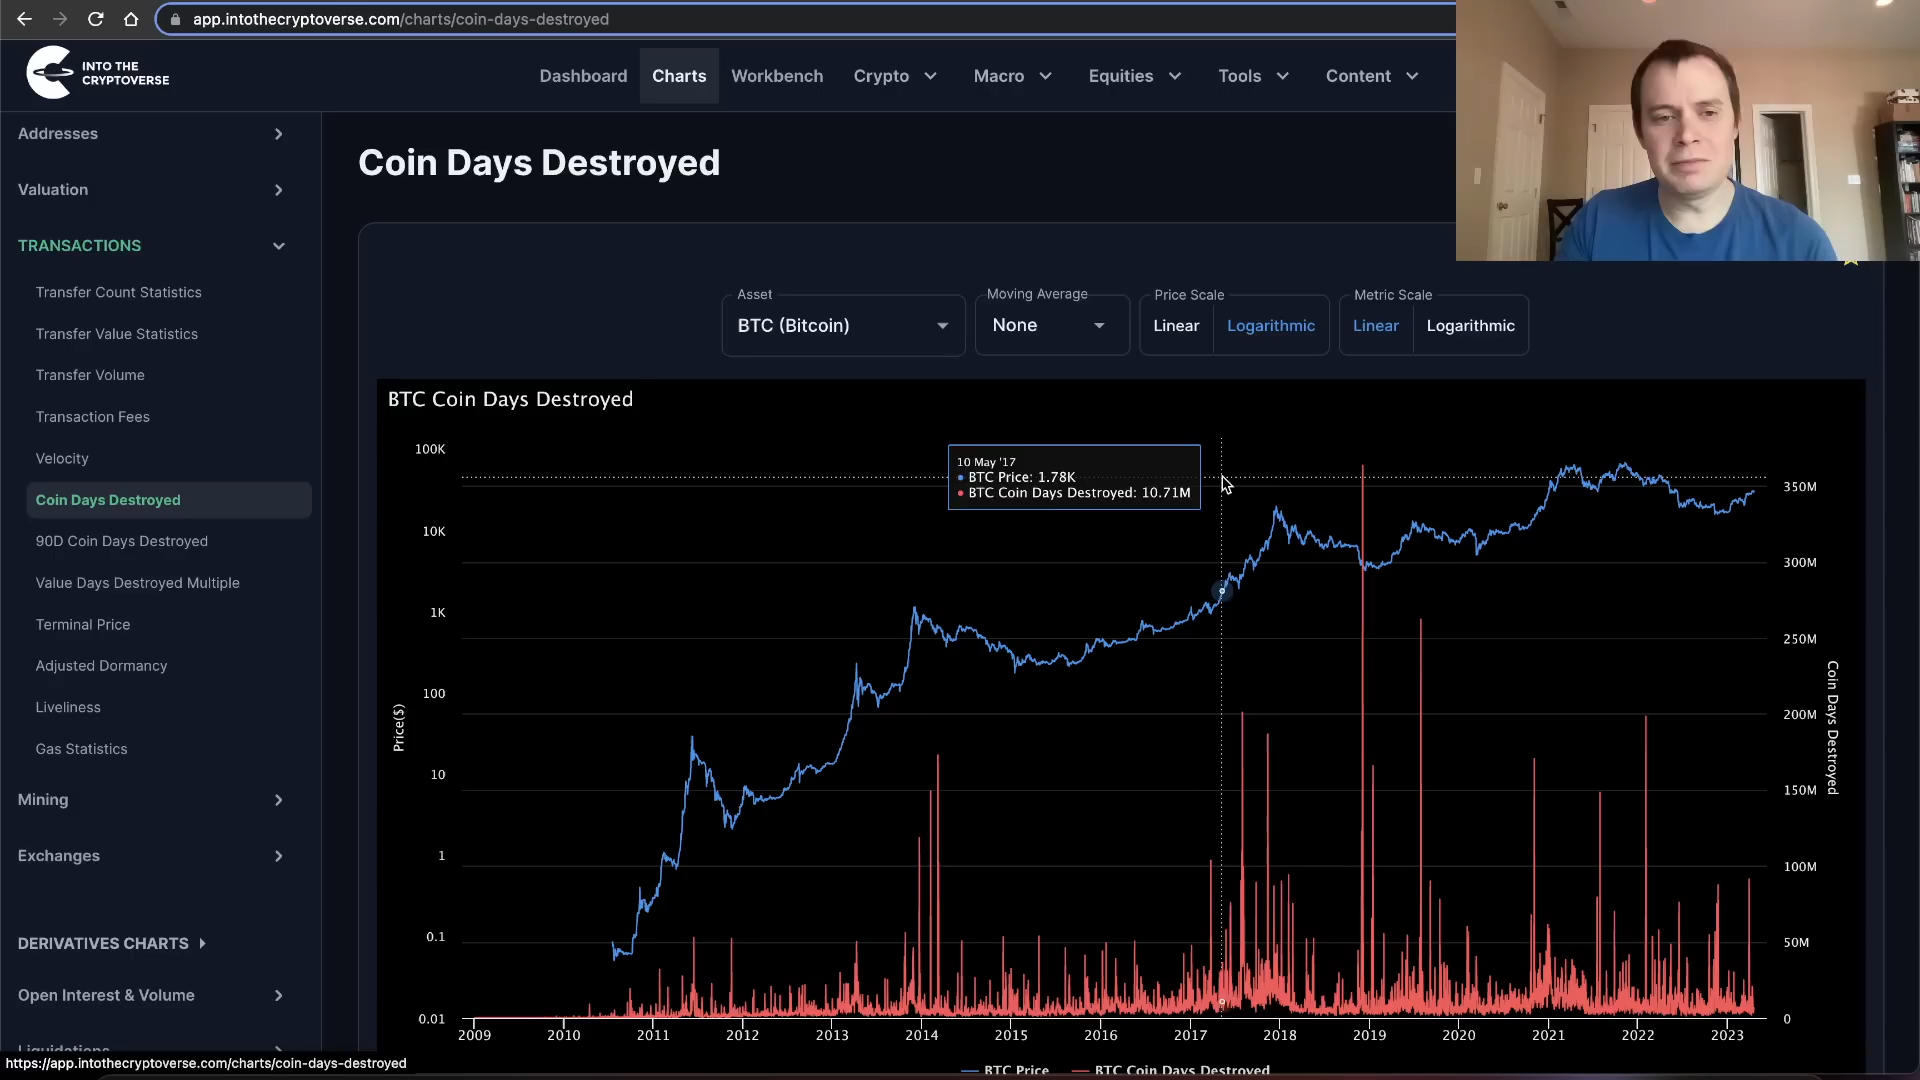 app.intothecryptoverse.com/charts/coin-days-destroyed
INTO THE
CRYPTOVERSE
Dashboard
Charts
Workbench
Crypto
Macro
Equities
Tools
Content
Addresses
Valuation
TRANSACTIONS
Transfer Count Statistics
Transfer Value Statistics
Transfer Volume
Transaction Fees
Velocity
Coin Days Destroyed
90D Coin Days Destroyed
Value Days Destroyed Multiple
Terminal Price
Adjusted Dormancy
Liveliness
Gas Statistics
Mining
Exchanges
DERIVATIVES CHARTS
Open Interest & Volume
Liquidations
https://app.intothecryptoverse.com/charts/coin-days-destroyed
Coin Days Destroyed
Asset
BTC (Bitcoin)
Moving Average
None
Price Scale
Linear
Logarithmic
Metric Scale
Linear
Logarithmic
BTC Coin Days Destroyed
10 May '17
BTC Price: 1.78K
BTC Coin Days Destroyed: 10.71M
100K
10K
1K
100
10
1
0.1
0.01
Price($)
350M
300M
250M
200M
150M
100M
50M
0
Coin Days Destroyed
2009
2010
2011
2012
2013
2014
2015
2016
2017
2018
2019
2020
2021
2022
2023
BTC Price
BTC Coin Days Destroyed